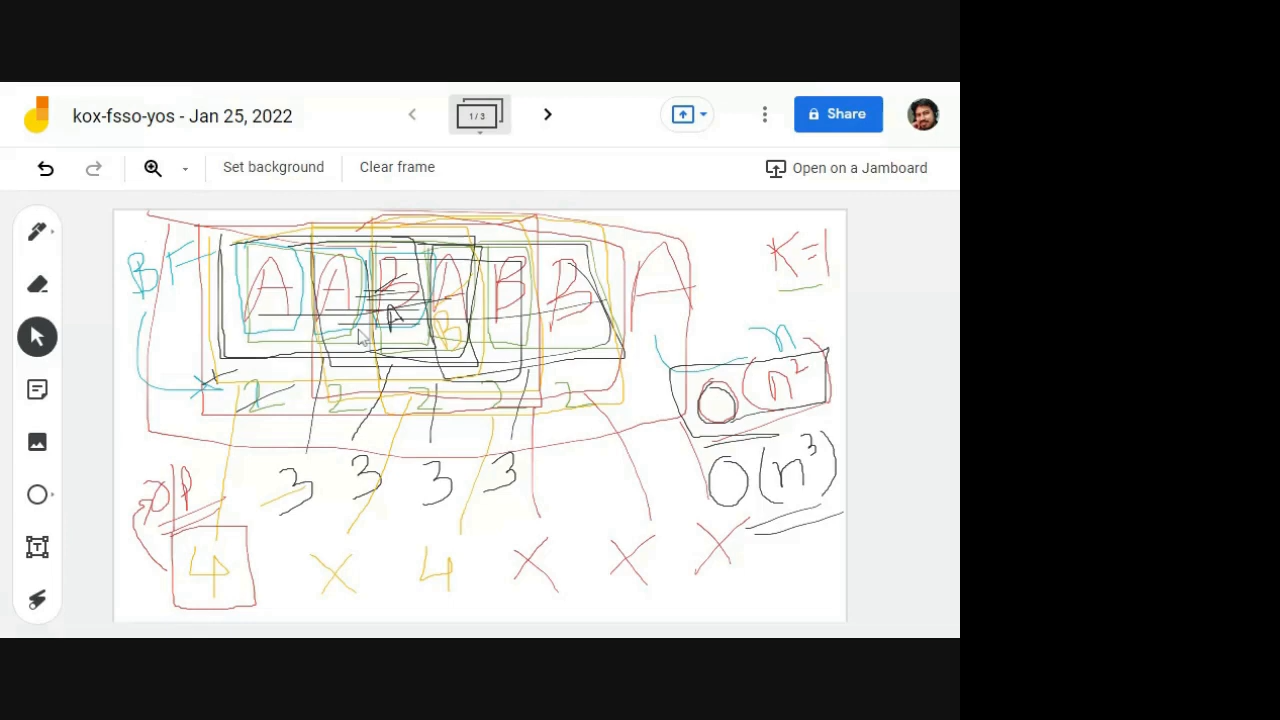 kox-fsso-yos - Jan 25, 2022
1 / 3
Share
Set background
Clear frame
Open on a Jamboard
BF
A A B A B B A
K=1
A
B
n
2 2 2 2 2
O(n²)
3 3 3 3
O(n³)
O/P
4 X 4 X X X